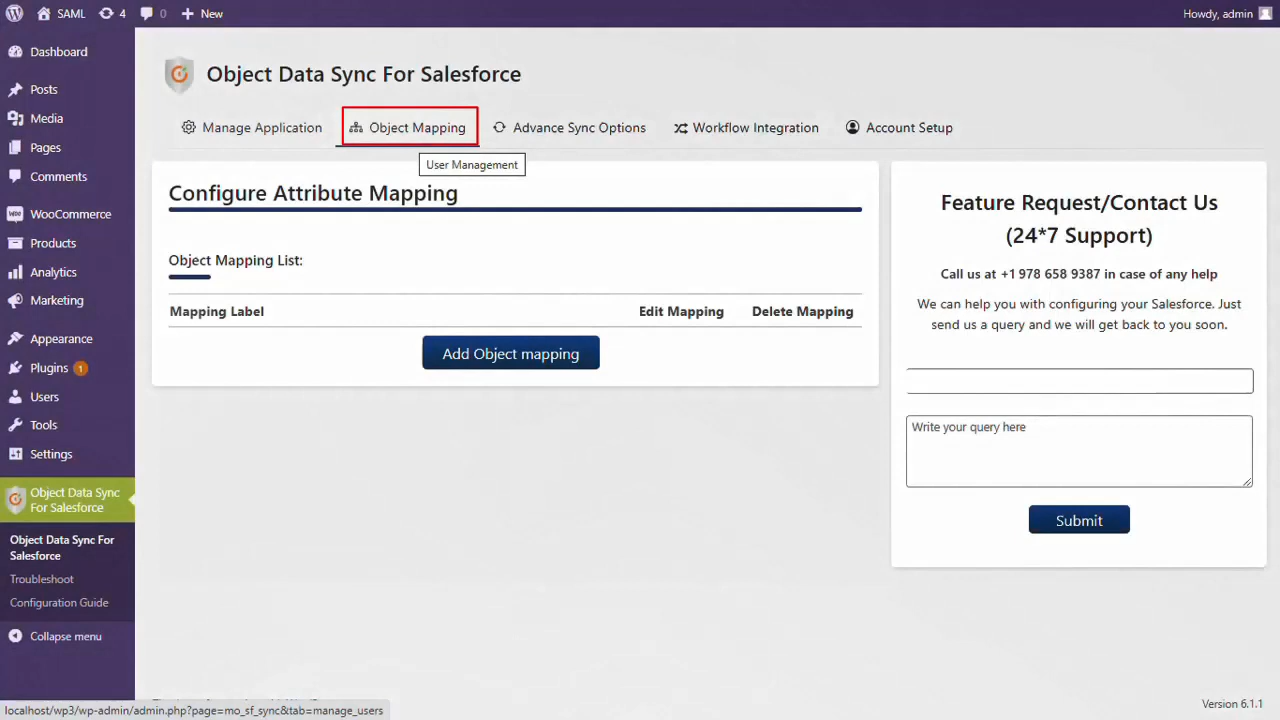 SAML 4 0 New Howdy, admin
Dashboard
Posts
Media
Pages
Comments
WooCommerce
Products
Analytics
Marketing
Appearance
Plugins 1
Users
Tools
Settings
Object Data Sync
For Salesforce
Object Data Sync For
Salesforce
Troubleshoot
Configuration Guide
Collapse menu
Object Data Sync For Salesforce
Manage Application Object Mapping Advance Sync Options Workflow Integration Account Setup
User Management
Configure Attribute Mapping
Object Mapping List:
Mapping Label Edit Mapping Delete Mapping
Add Object mapping
Feature Request/Contact Us
(24*7 Support)
Call us at +1 978 658 9387 in case of any help
We can help you with configuring your Salesforce. Just
send us a query and we will get back to you soon.
Write your query here
Submit
localhost/wp3/wp-admin/admin.php?page=mo_sf_sync&tab=manage_users
Version 6.1.1